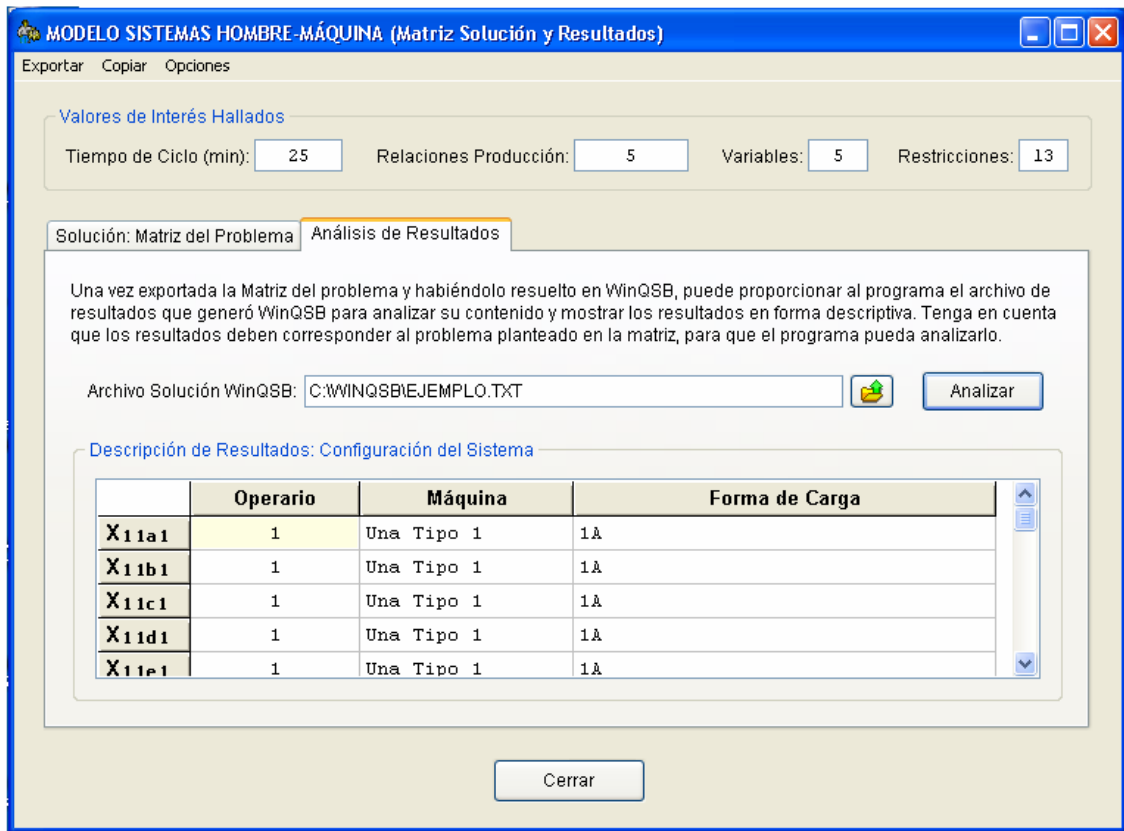 MODELO SISTEMAS HOMBRE-MÁQUINA (Matriz Solución y Resultados)
Exportar Copiar Opciones
Valores de Interés Hallados
Tiempo de Ciclo (min): 25 Relaciones Producción: 5 Variables: 5 Restricciones: 13
Solución: Matriz del Problema Análisis de Resultados
Una vez exportada la Matriz del problema y habiéndolo resuelto en WinQSB, puede proporcionar al programa el archivo de
resultados que generó WinQSB para analizar su contenido y mostrar los resultados en forma descriptiva. Tenga en cuenta
que los resultados deben corresponder al problema planteado en la matriz, para que el programa pueda analizarlo.
Archivo Solución WinQSB: C:\WINQSB\EJEMPLO.TXT Analizar
Descripción de Resultados: Configuración del Sistema
Operario Máquina Forma de Carga
X11a1 1 Una Tipo 1 1A
X11b1 1 Una Tipo 1 1A
X11c1 1 Una Tipo 1 1A
X11d1 1 Una Tipo 1 1A
X11e1 1 Una Tipo 1 1A
Cerrar